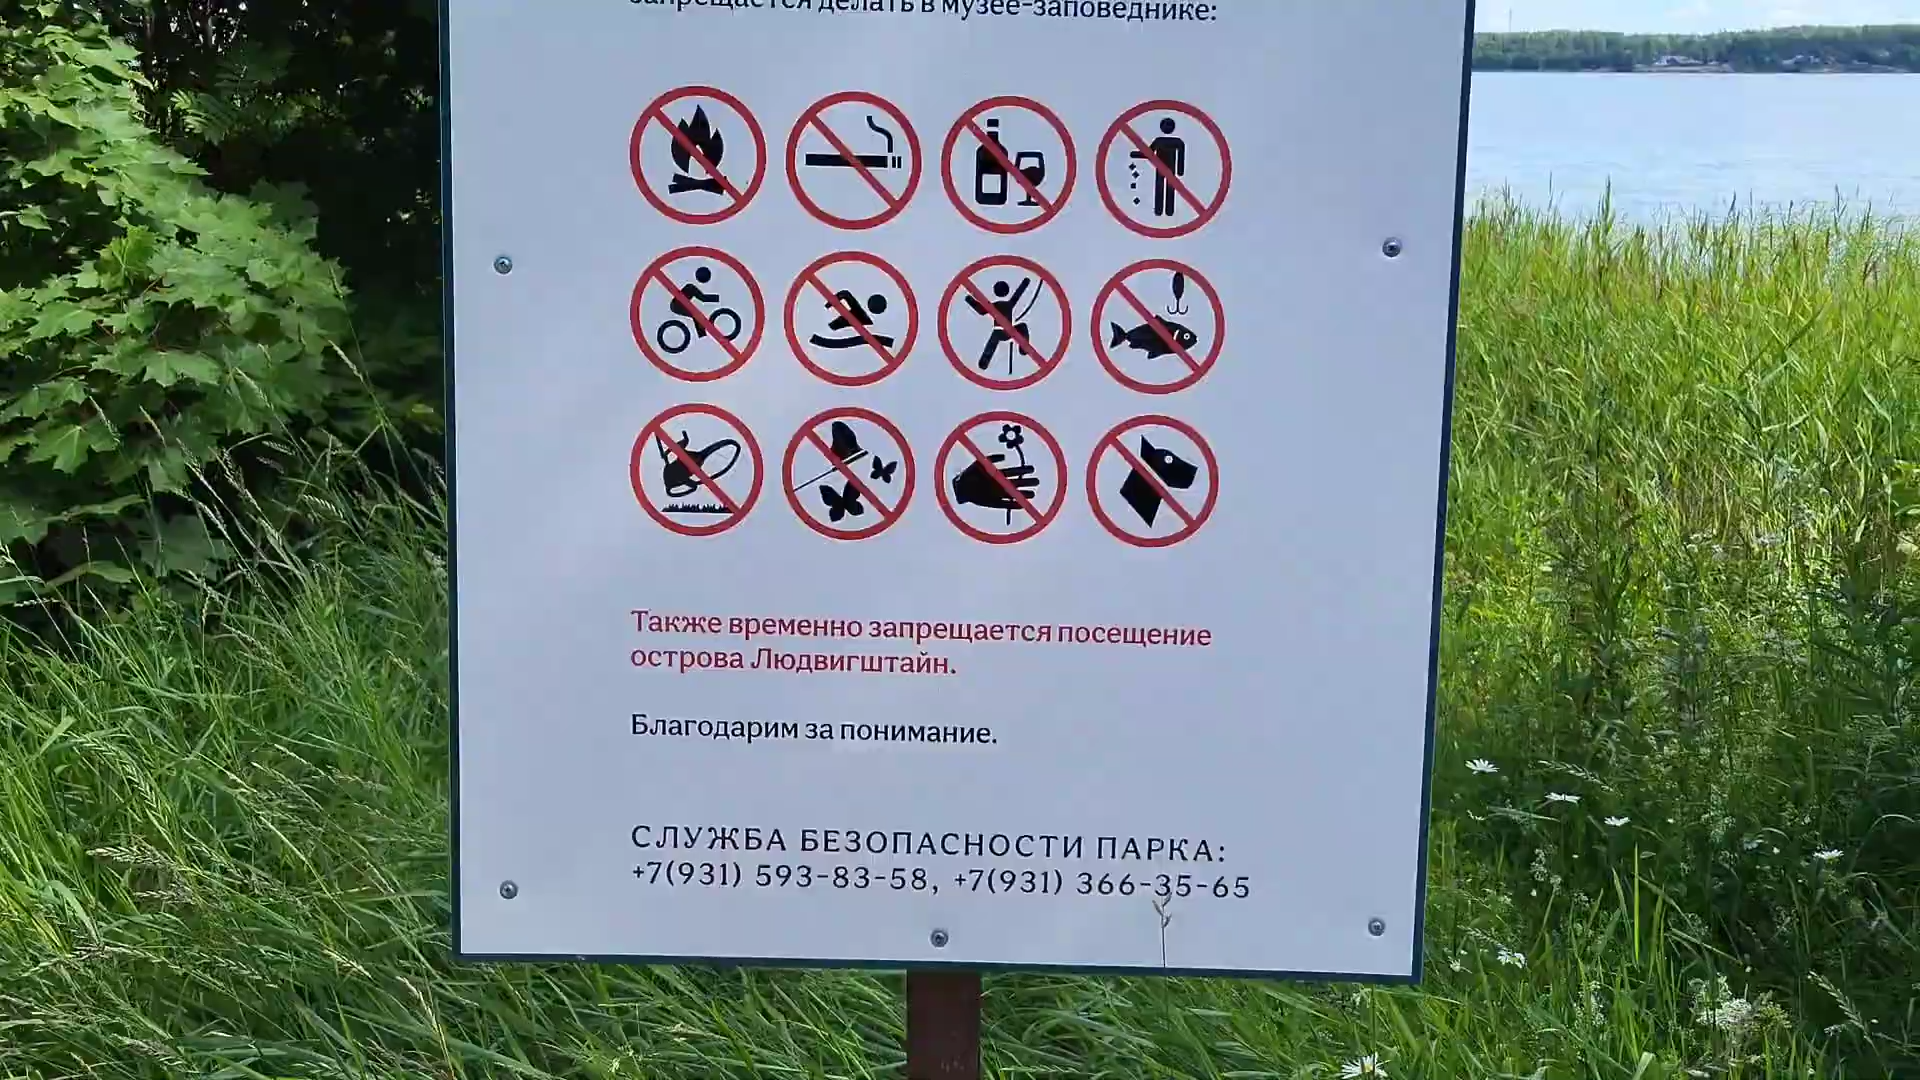 запрещается делать в музее-заповеднике:
Также временно запрещается посещение
острова Людвигштайн.
Благодарим за понимание.
СЛУЖБА БЕЗОПАСНОСТИ ПАРКА:
+7(931) 593-83-58, +7(931) 366-35-65